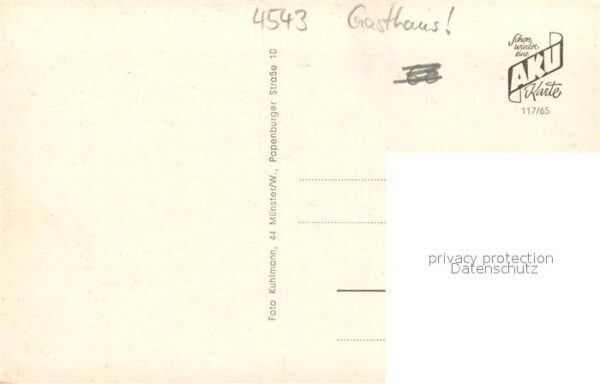 4543 Gasthaus!
Schon
wieder
eine
AKU
Karte
117/65
Foto Kuhlmann, 44 Münster/W., Papenburger Straße 10
privacy protection
Datenschutz